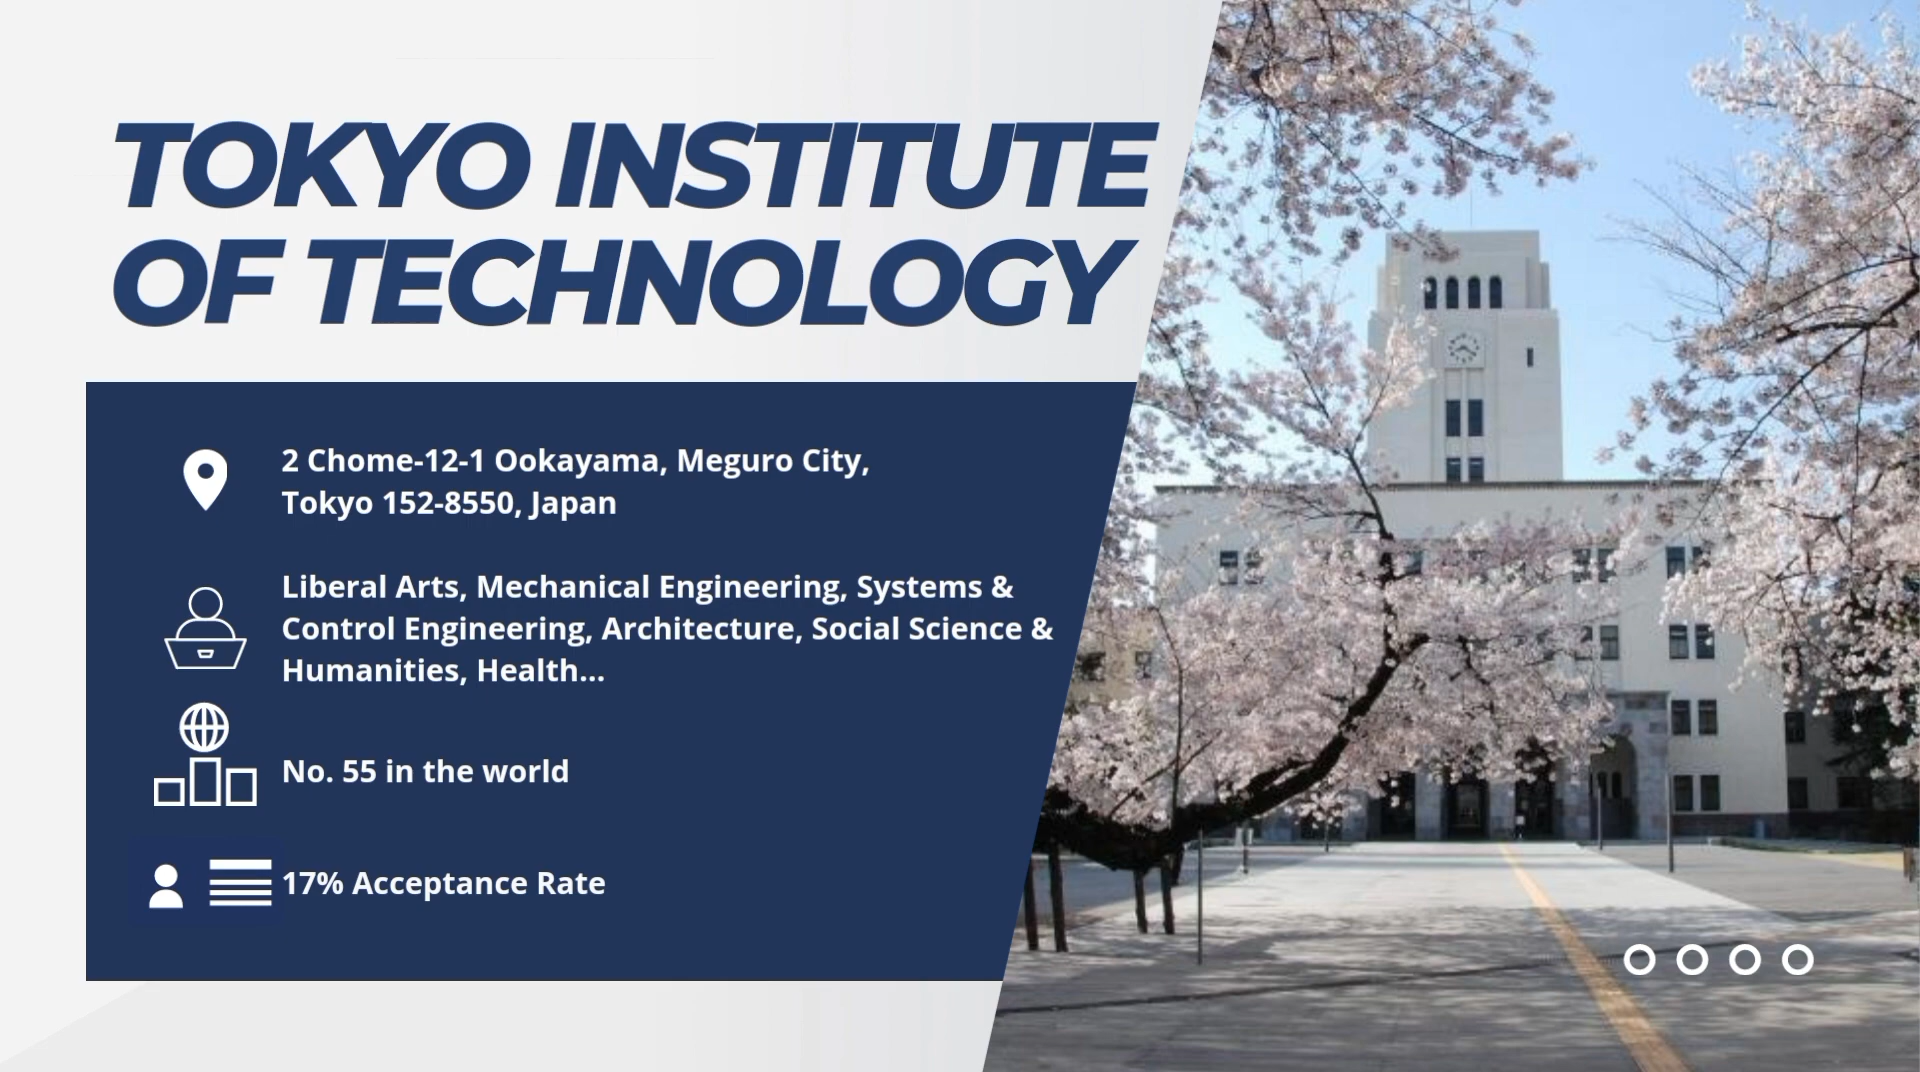 TOKYO INSTITUTE
OF TECHNOLOGY
2 Chome-12-1 Ookayama, Meguro City,
Tokyo 152-8550, Japan
Liberal Arts, Mechanical Engineering, Systems &
Control Engineering, Architecture, Social Science &
Humanities, Health...
No. 55 in the world
17% Acceptance Rate